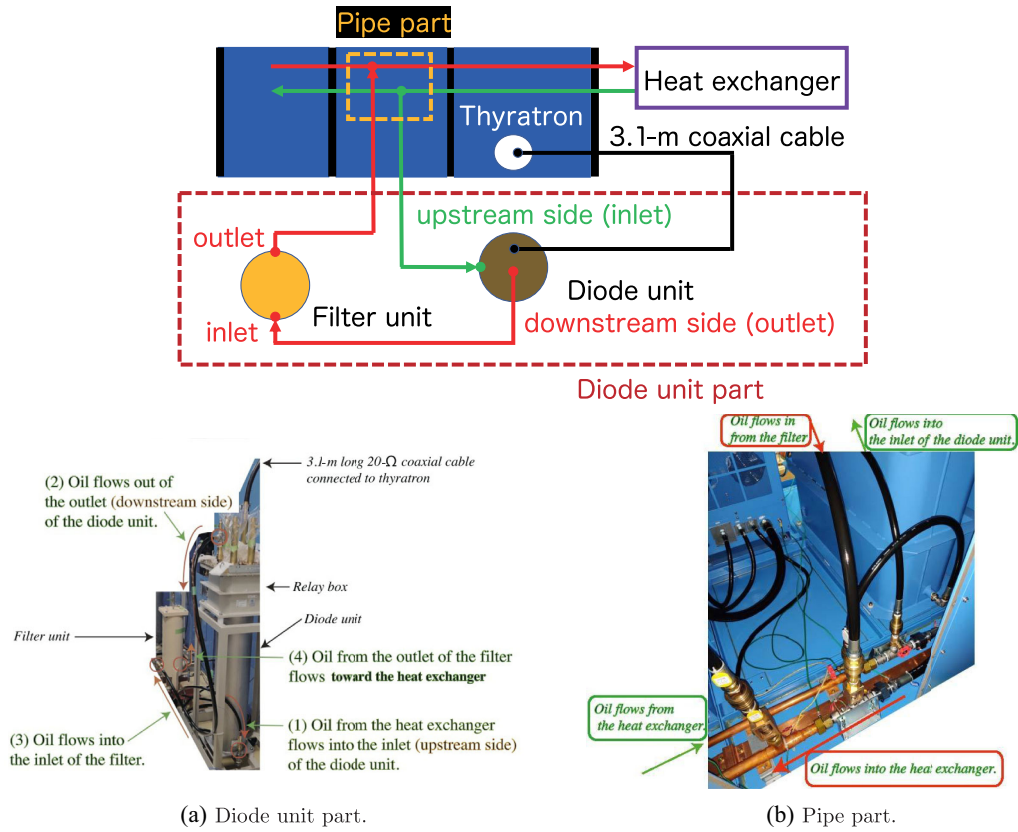 Pipe part
Heat exchanger
Thyratron
3.1-m coaxial cable
upstream side (inlet)
outlet
Diode unit
Filter unit
inlet
downstream side (outlet)
Diode unit part
3.1-m long 20-Ω coaxial cable
connected to thyratron
(2) Oil flows out of
the outlet (downstream side)
of the diode unit.
Relay box
Diode unit
Filter unit
(4) Oil from the outlet of the filter
flows toward the heat exchanger
(1) Oil from the heat exchanger
flows into the inlet (upstream side)
of the diode unit.
(3) Oil flows into
the inlet of the filter.
(a) Diode unit part.
Oil flows in
from the filter.
Oil flows into
the inlet of the diode unit.
Oil flows from
the heat exchanger.
Oil flows into the heat exchanger.
(b) Pipe part.